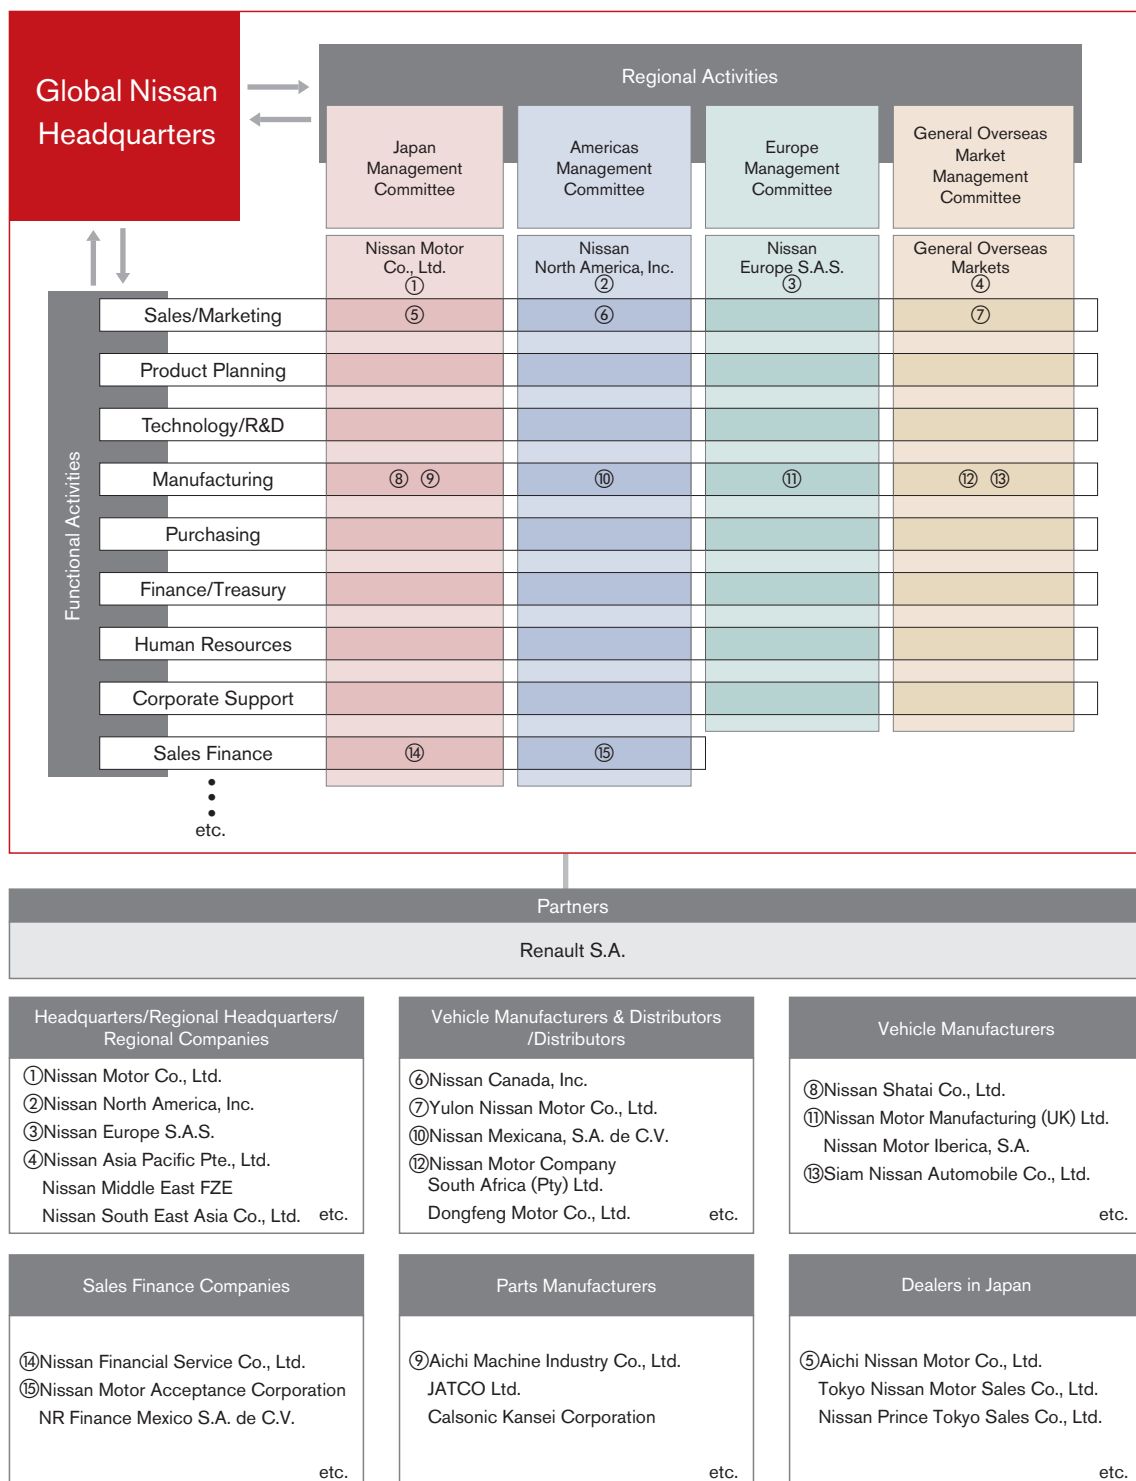 Global Nissan
Headquarters
Regional Activities
Japan
Management
Committee
Americas
Management
Committee
Europe
Management
Committee
General Overseas
Market
Management
Committee
Nissan Motor
Co., Ltd.
①
Nissan
North America, Inc.
②
Nissan
Europe S.A.S.
③
General Overseas
Markets
④
Functional Activities
Sales/Marketing ⑤ ⑥ ⑦
Product Planning
Technology/R&D
Manufacturing ⑧ ⑨ ⑩ ⑪ ⑫ ⑬
Purchasing
Finance/Treasury
Human Resources
Corporate Support
Sales Finance ⑭ ⑮
etc.
Partners
Renault S.A.
Headquarters/Regional Headquarters/
Regional Companies
①Nissan Motor Co., Ltd.
②Nissan North America, Inc.
③Nissan Europe S.A.S.
④Nissan Asia Pacific Pte., Ltd.
Nissan Middle East FZE
Nissan South East Asia Co., Ltd. etc.
Vehicle Manufacturers & Distributors
/Distributors
⑥Nissan Canada, Inc.
⑦Yulon Nissan Motor Co., Ltd.
⑩Nissan Mexicana, S.A. de C.V.
⑫Nissan Motor Company
South Africa (Pty) Ltd.
Dongfeng Motor Co., Ltd. etc.
Vehicle Manufacturers
⑧Nissan Shatai Co., Ltd.
⑪Nissan Motor Manufacturing (UK) Ltd.
Nissan Motor Iberica, S.A.
⑬Siam Nissan Automobile Co., Ltd.
etc.
Sales Finance Companies
⑭Nissan Financial Service Co., Ltd.
⑮Nissan Motor Acceptance Corporation
NR Finance Mexico S.A. de C.V.
etc.
Parts Manufacturers
⑨Aichi Machine Industry Co., Ltd.
JATCO Ltd.
Calsonic Kansei Corporation
etc.
Dealers in Japan
⑤Aichi Nissan Motor Co., Ltd.
Tokyo Nissan Motor Sales Co., Ltd.
Nissan Prince Tokyo Sales Co., Ltd.
etc.